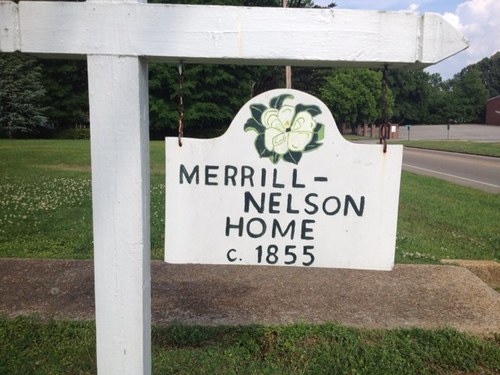 MERRILL-
NELSON
HOME
c. 1855